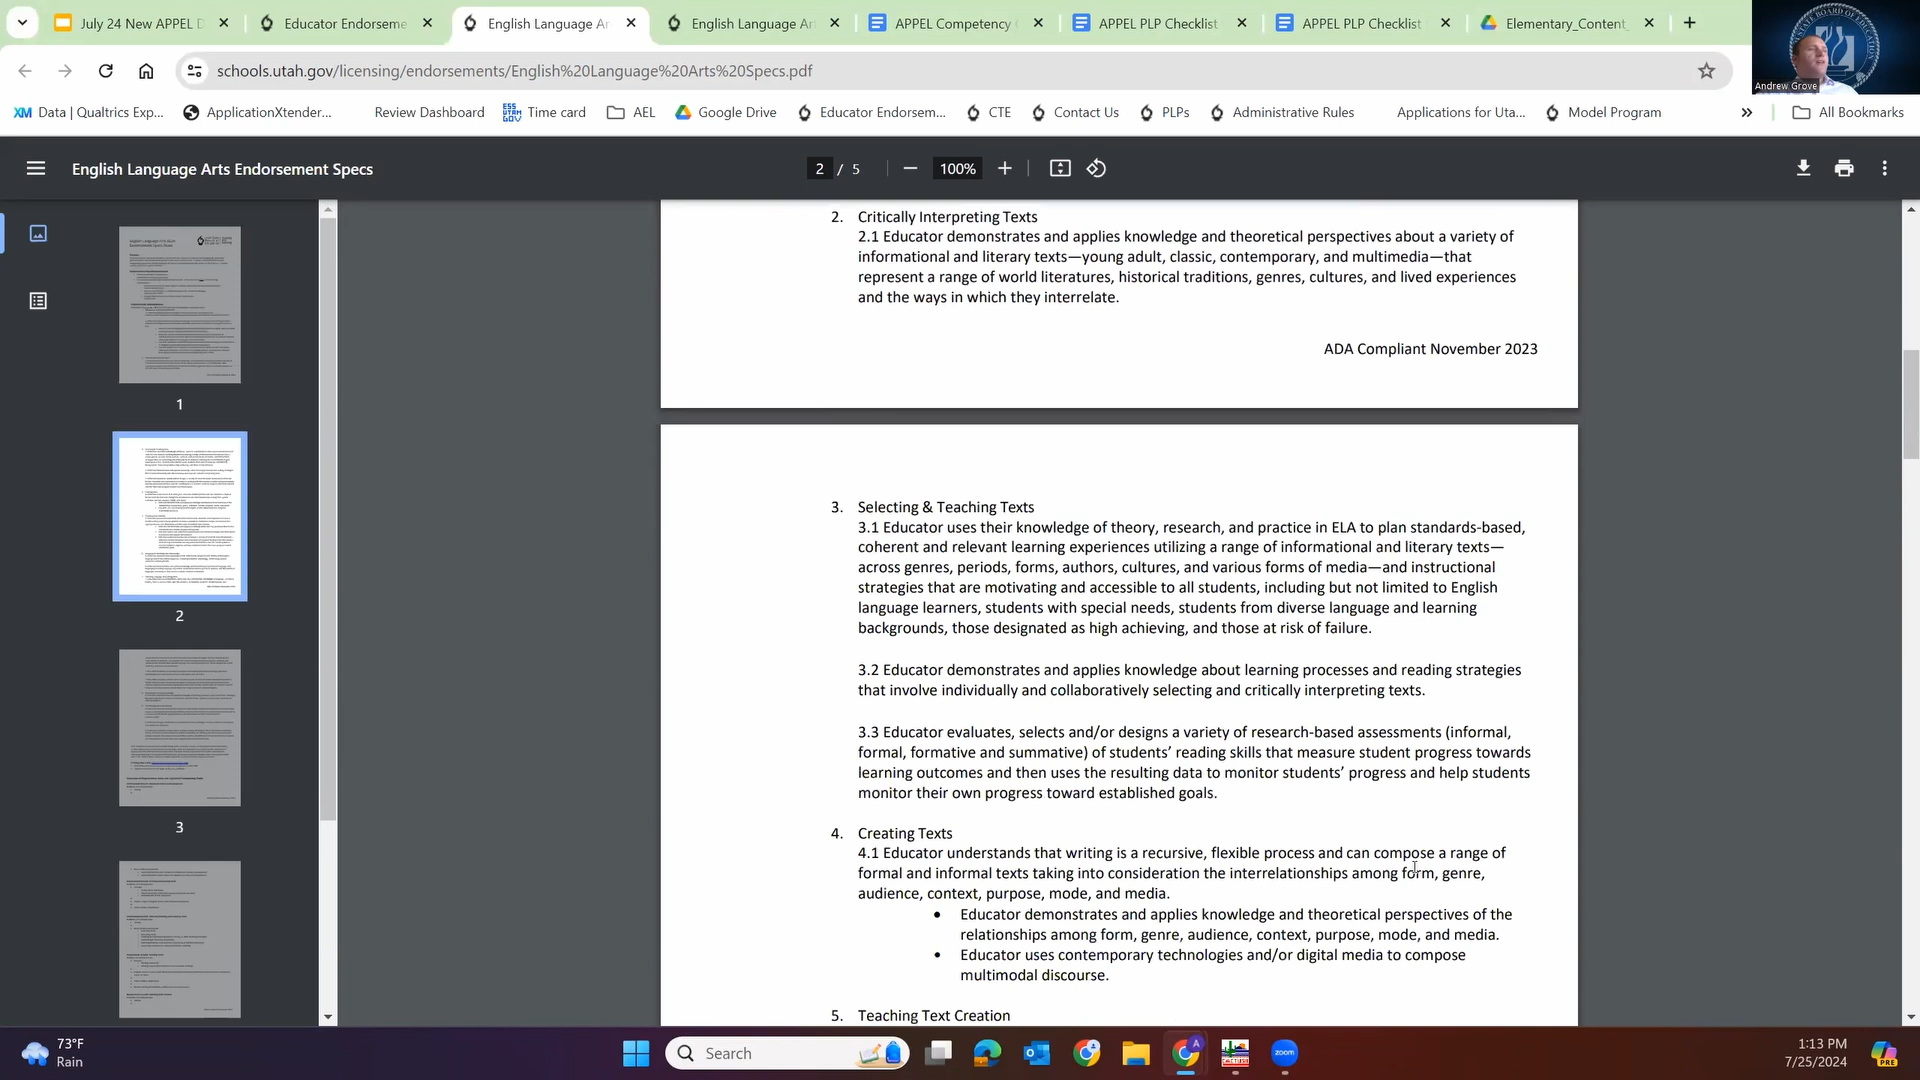 July 24 New APPEL D
Educator Endorseme
English Language Ar
English Language Ar
APPEL Competency
APPEL PLP Checklist
APPEL PLP Checklist
Elementary_Content_
schools.utah.gov/licensing/endorsements/English%20Language%20Arts%20Specs.pdf
Andrew Grove
XM Data | Qualtrics Exp...
ApplicationXtender...
Review Dashboard
Time card
AEL
Google Drive
Educator Endorsem...
CTE
Contact Us
PLPs
Administrative Rules
Applications for Uta...
Model Program
All Bookmarks
English Language Arts Endorsement Specs
2 / 5
100%
2. Critically Interpreting Texts
2.1 Educator demonstrates and applies knowledge and theoretical perspectives about a variety of
informational and literary texts—young adult, classic, contemporary, and multimedia—that
represent a range of world literatures, historical traditions, genres, cultures, and lived experiences
and the ways in which they interrelate.
ADA Compliant November 2023
3. Selecting & Teaching Texts
3.1 Educator uses their knowledge of theory, research, and practice in ELA to plan standards-based,
coherent and relevant learning experiences utilizing a range of informational and literary texts—
across genres, periods, forms, authors, cultures, and various forms of media—and instructional
strategies that are motivating and accessible to all students, including but not limited to English
language learners, students with special needs, students from diverse language and learning
backgrounds, those designated as high achieving, and those at risk of failure.
3.2 Educator demonstrates and applies knowledge about learning processes and reading strategies
that involve individually and collaboratively selecting and critically interpreting texts.
3.3 Educator evaluates, selects and/or designs a variety of research-based assessments (informal,
formal, formative and summative) of students’ reading skills that measure student progress towards
learning outcomes and then uses the resulting data to monitor students’ progress and help students
monitor their own progress toward established goals.
4. Creating Texts
4.1 Educator understands that writing is a recursive, flexible process and can compose a range of
formal and informal texts taking into consideration the interrelationships among form, genre,
audience, context, purpose, mode, and media.
• Educator demonstrates and applies knowledge and theoretical perspectives of the
relationships among form, genre, audience, context, purpose, mode, and media.
• Educator uses contemporary technologies and/or digital media to compose
multimodal discourse.
5. Teaching Text Creation
1
2
3
73°F
Rain
Search
zoom
1:13 PM
7/25/2024